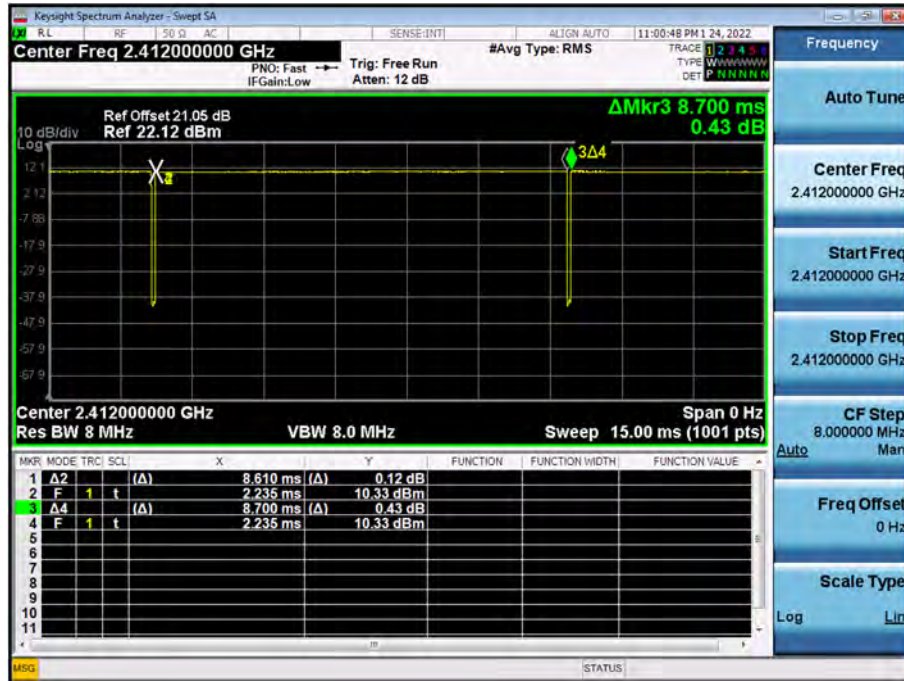 Keysight Spectrum Analyzer - Swept SA
RL RF 50 Ω AC SENSE:INT ALIGN AUTO 11:00:48 PM 1 24, 2022
Center Freq 2.412000000 GHz
#Avg Type: RMS
TRACE 1 2 3 4 5 6
PNO: Fast
Trig: Free Run
TYPE WWWWWW
IFGain:Low
Atten: 12 dB
DET P N N N N N
Ref Offset 21.05 dB
ΔMkr3 8.700 ms
10 dB/div
Ref 22.12 dBm
0.43 dB
Log
3Δ4
12.1
X
2
2.12
-7.88
-17.9
-27.9
-37.9
-47.9
-57.9
-67.9
Center 2.412000000 GHz
Span 0 Hz
Res BW 8 MHz
VBW 8.0 MHz
Sweep 15.00 ms (1001 pts)
MKR MODE TRC SCL X Y FUNCTION FUNCTION WIDTH FUNCTION VALUE
1 Δ2 (Δ) 8.610 ms (Δ) 0.12 dB
2 F 1 t 2.235 ms 10.33 dBm
3 Δ4 (Δ) 8.700 ms (Δ) 0.43 dB
4 F 1 t 2.235 ms 10.33 dBm
5
6
7
8
9
10
11
MSG
STATUS
Frequency
Auto Tune
Center Freq
2.412000000 GHz
Start Freq
2.412000000 GHz
Stop Freq
2.412000000 GHz
CF Step
8.000000 MHz
Auto Man
Freq Offset
0 Hz
Scale Type
Log Lin